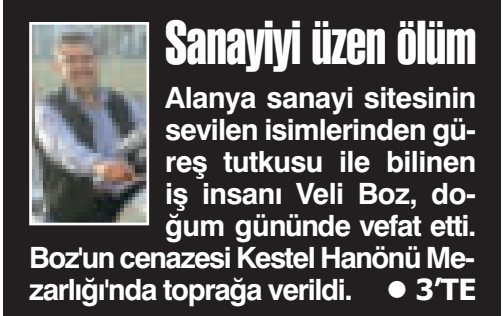 Sanayiyi üzen ölüm
Alanya sanayi sitesinin
sevilen isimlerinden gü-
reş tutkusu ile bilinen
iş insanı Veli Boz, do-
ğum gününde vefat etti.
Boz'un cenazesi Kestel Hanönü Me-
zarlığı'nda toprağa verildi. ● 3'TE